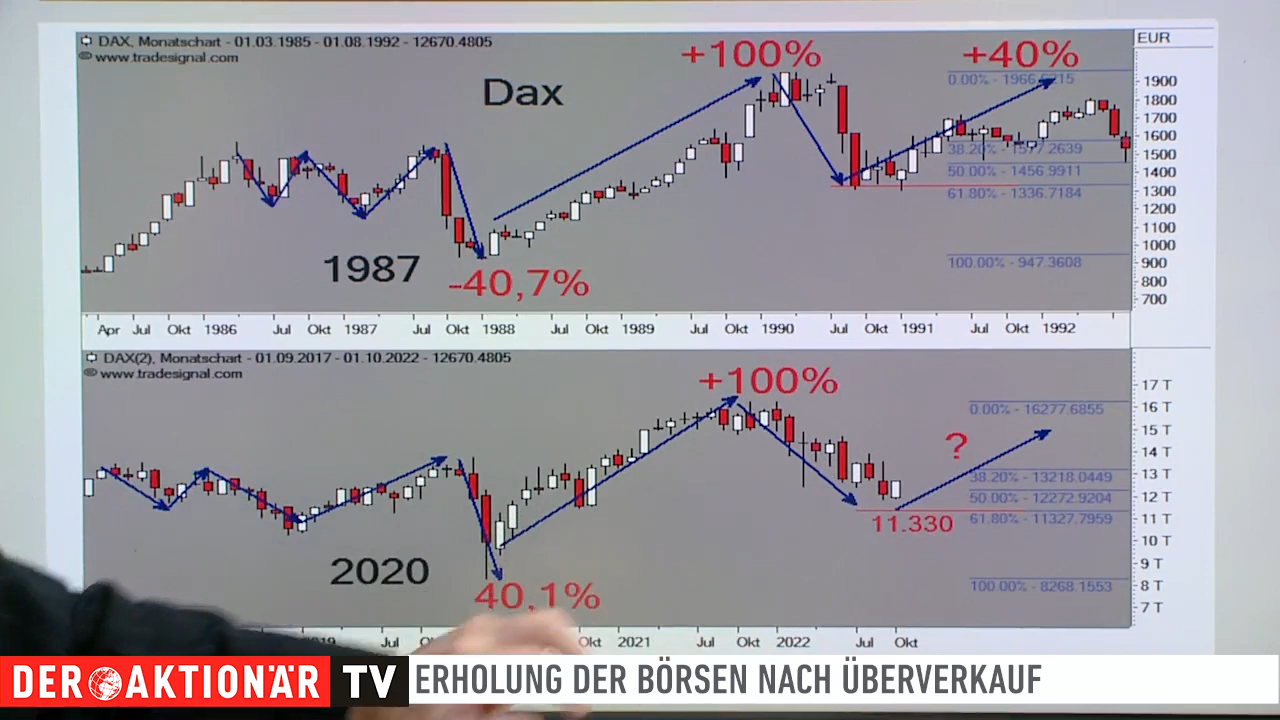 DAX, Monatschart - 01.03.1985 - 01.08.1992 - 12670.4805
© www.tradesignal.com
EUR
+100%
+40%
Dax
0.00% - 1966.6215
38.20% - 1577.2639
50.00% - 1456.9911
61.80% - 1336.7184
100.00% - 947.3608
1987
-40,7%
1900
1800
1700
1600
1500
1400
1300
1200
1100
1000
900
800
700
Apr Jul Okt 1986 Jul Okt 1987 Jul Okt 1988 Jul Okt 1989 Jul Okt 1990 Jul Okt 1991 Jul Okt 1992
DAX(2), Monatschart - 01.09.2017 - 01.10.2022 - 12670.4805
© www.tradesignal.com
+100%
?
0.00% - 16277.6855
38.20% - 13218.0449
50.00% - 12272.9204
61.80% - 11327.7959
11.330
100.00% - 8268.1553
2020
40,1%
17 T
16 T
15 T
14 T
13 T
12 T
11 T
10 T
9 T
8 T
7 T
Jul Okt 2021 Jul Okt 2022 Jul Okt
DER AKTIONÄR TV
ERHOLUNG DER BÖRSEN NACH ÜBERVERKAUF